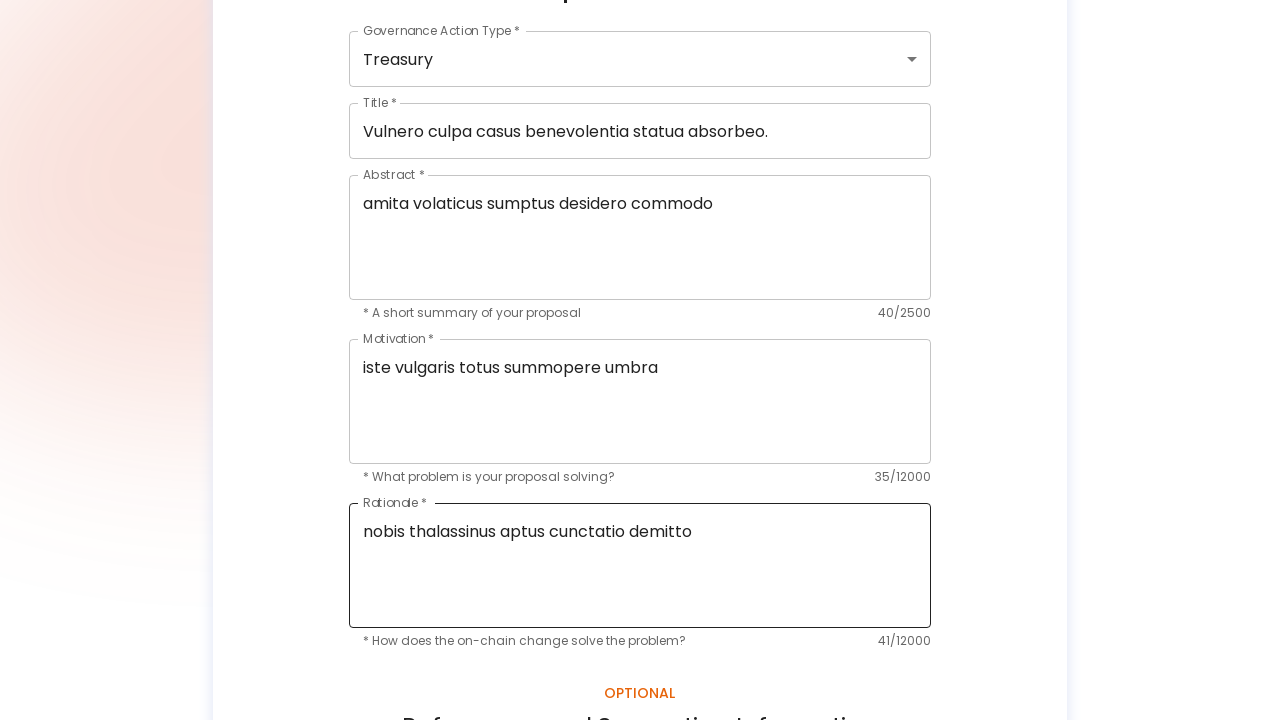 Governance Action Type *
Treasury
Title *
Vulnero culpa casus benevolentia statua absorbeo.
Abstract *
amita volaticus sumptus desidero commodo
* A short summary of your proposal 40/2500
Motivation *
iste vulgaris totus summopere umbra
* What problem is your proposal solving? 35/12000
Rationale *
nobis thalassinus aptus cunctatio demitto
* How does the on-chain change solve the problem? 41/12000
OPTIONAL